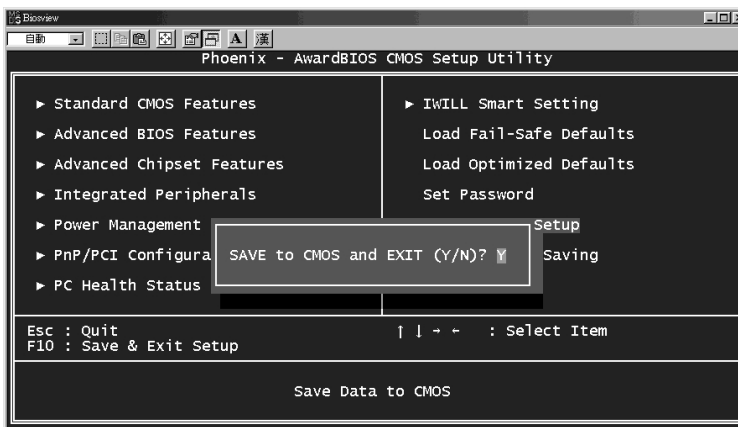 Biosview
自動
A 漢
Phoenix - AwardBIOS CMOS Setup Utility
▶ Standard CMOS Features
▶ Advanced BIOS Features
▶ Advanced Chipset Features
▶ Integrated Peripherals
▶ Power Management
▶ PnP/PCI Configura
▶ PC Health Status
▶ IWILL Smart Setting
Load Fail-Safe Defaults
Load Optimized Defaults
Set Password
Setup
Saving
SAVE to CMOS and EXIT (Y/N)? Y
Esc : Quit
F10 : Save & Exit Setup
↑ ↓ → ← : Select Item
Save Data to CMOS